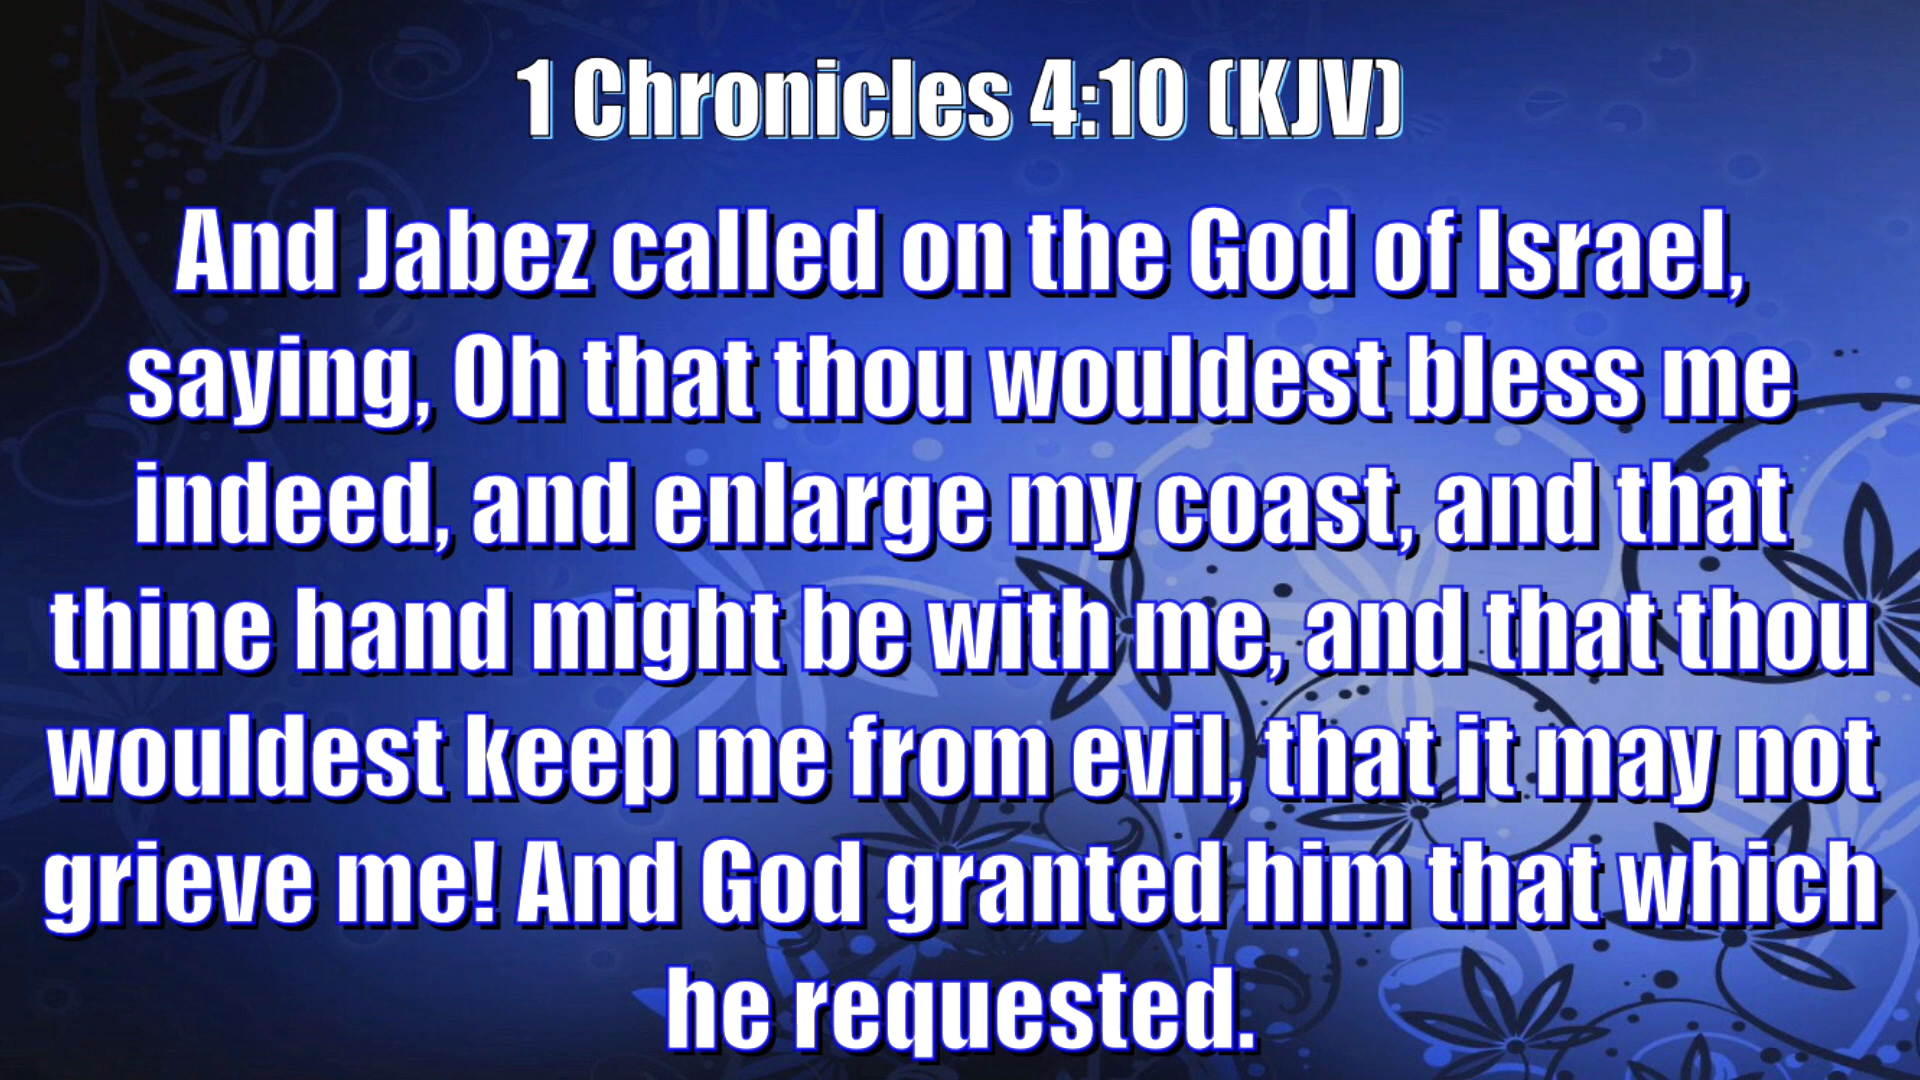 1 Chronicles 4:10 (KJV)
And Jabez called on the God of Israel,
saying, Oh that thou wouldest bless me
indeed, and enlarge my coast, and that
thine hand might be with me, and that thou
wouldest keep me from evil, that it may not
grieve me! And God granted him that which
he requested.